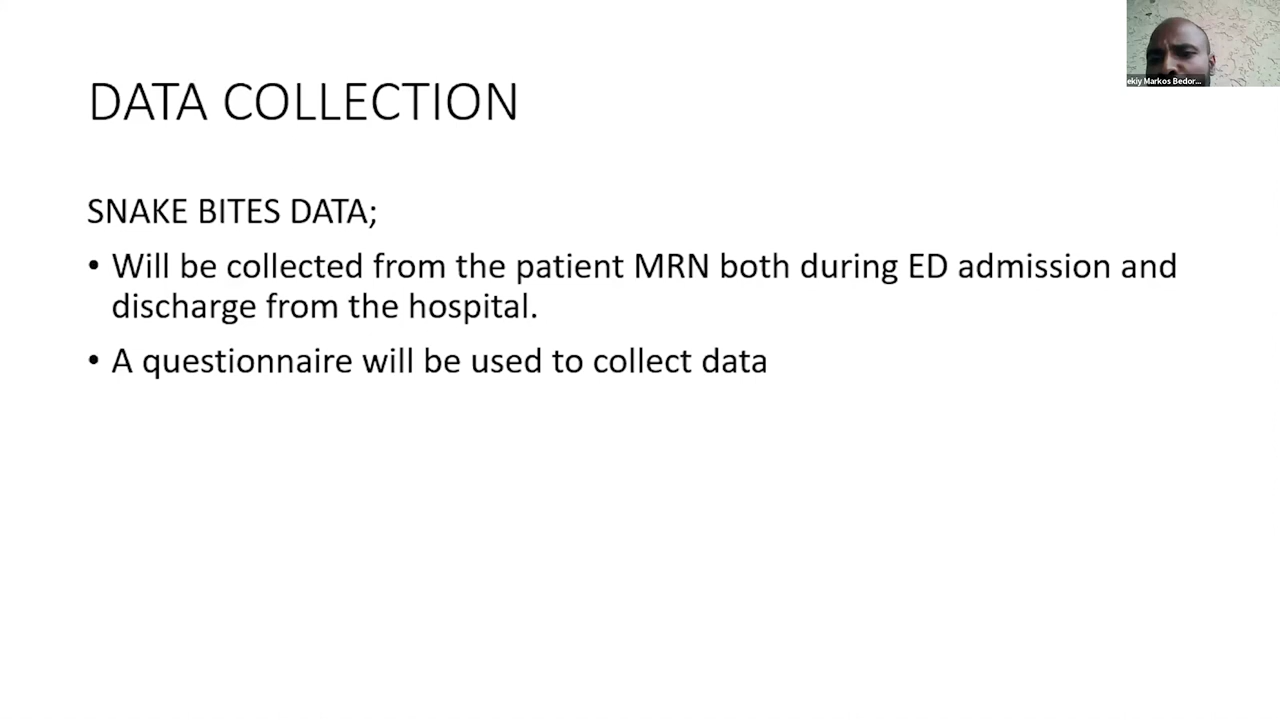 ekiy Markos Bedor...
DATA COLLECTION
SNAKE BITES DATA;
• Will be collected from the patient MRN both during ED admission and
discharge from the hospital.
• A questionnaire will be used to collect data